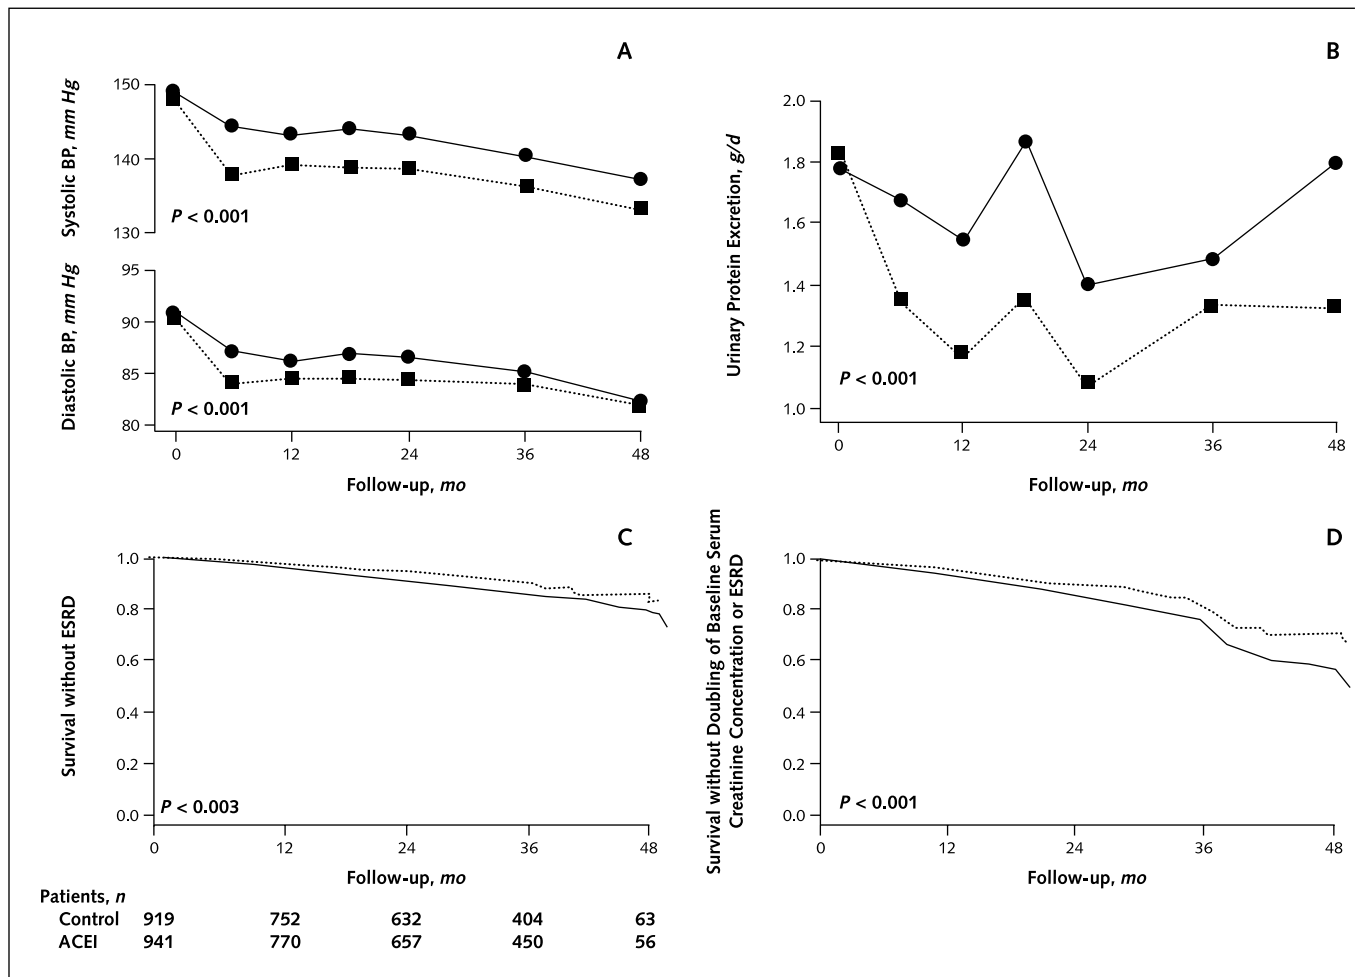 A
Systolic BP, mm Hg
150
140
130
P < 0.001
Diastolic BP, mm Hg
95
90
85
80
P < 0.001
0 12 24 36 48
Follow-up, mo
B
Urinary Protein Excretion, g/d
2.0
1.8
1.6
1.4
1.2
1.0
P < 0.001
0 12 24 36 48
Follow-up, mo
C
Survival without ESRD
1.0
0.8
0.6
0.4
0.2
0.0
P < 0.003
0 12 24 36 48
Follow-up, mo
Patients, n
Control 919 752 632 404 63
ACEI 941 770 657 450 56
D
Survival without Doubling of Baseline Serum
Creatinine Concentration or ESRD
1.0
0.8
0.6
0.4
0.2
0.0
P < 0.001
0 12 24 36 48
Follow-up, mo